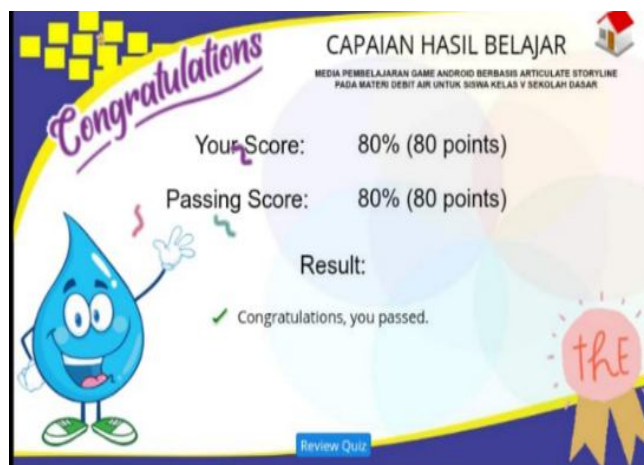 Congratulations
CAPAIAN HASIL BELAJAR
MEDIA PEMBELAJARAN GAME ANDROID BERBASIS ARTICULATE STORYLINE
PADA MATERI DEBIT AIR UNTUK SISWA KELAS V SEKOLAH DASAR
Your Score: 80% (80 points)
Passing Score: 80% (80 points)
Result:
✓ Congratulations, you passed.
thE
Review Quiz